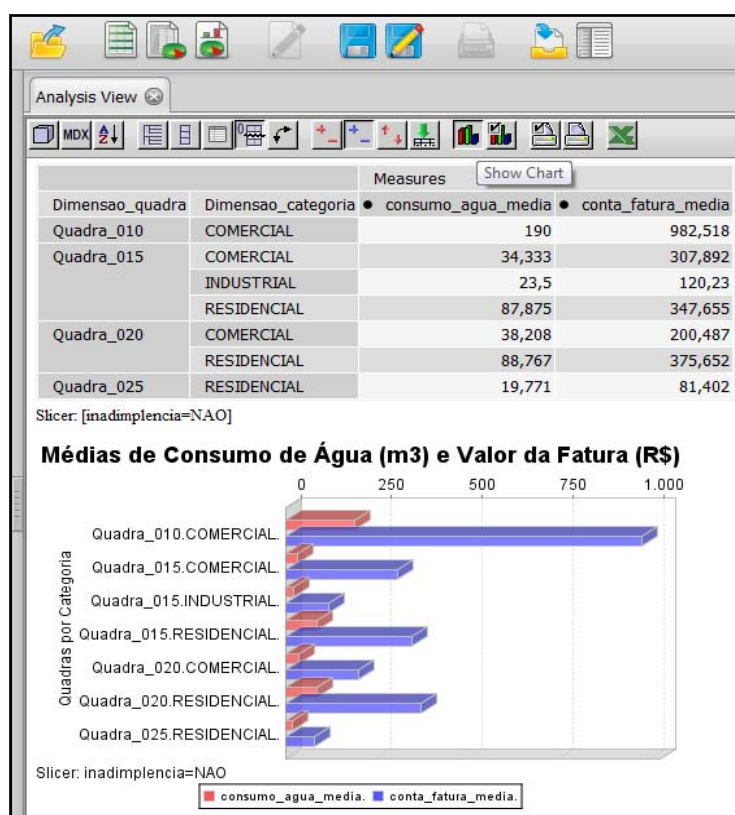 Analysis View
MDX
Show Chart
Measures
Dimensao_quadra Dimensao_categoria ● consumo_agua_media ● conta_fatura_media
Quadra_010 COMERCIAL 190 982,518
Quadra_015 COMERCIAL 34,333 307,892
INDUSTRIAL 23,5 120,23
RESIDENCIAL 87,875 347,655
Quadra_020 COMERCIAL 38,208 200,487
RESIDENCIAL 88,767 375,652
Quadra_025 RESIDENCIAL 19,771 81,402
Slicer: [inadimplencia=NAO]
Médias de Consumo de Água (m3) e Valor da Fatura (R$)
0 250 500 750 1.000
Quadras por Categoria
Quadra_010.COMERCIAL.
Quadra_015.COMERCIAL.
Quadra_015.INDUSTRIAL.
Quadra_015.RESIDENCIAL.
Quadra_020.COMERCIAL.
Quadra_020.RESIDENCIAL.
Quadra_025.RESIDENCIAL.
Slicer: inadimplencia=NAO
consumo_agua_media. conta_fatura_media.